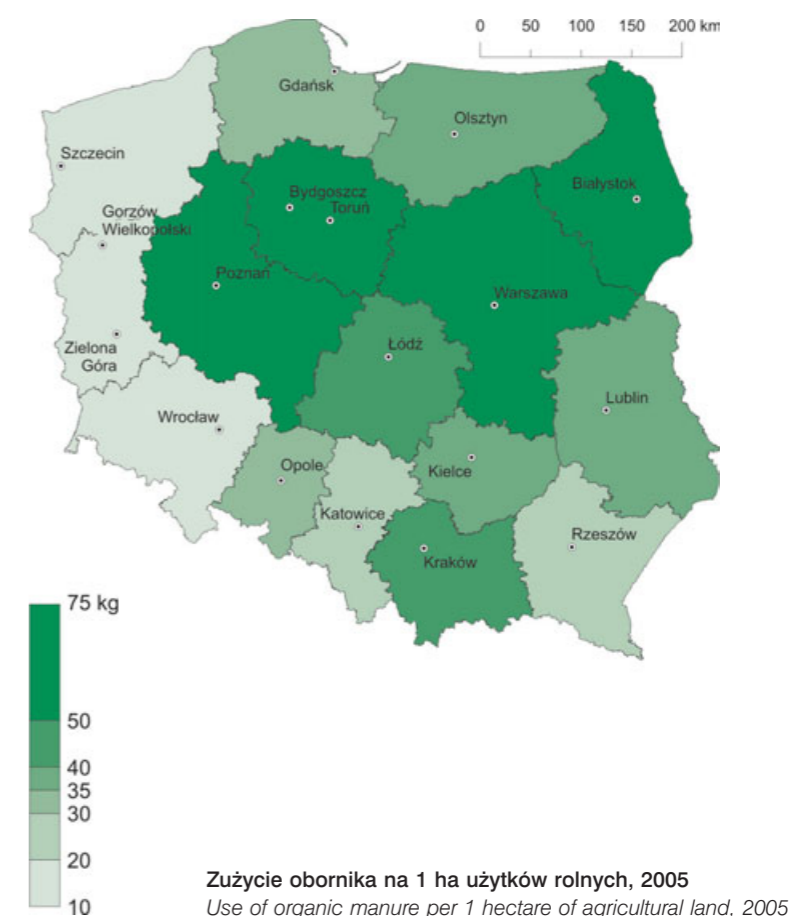 0 50 100 150 200 km
Gdańsk
Olsztyn
Szczecin
Białystok
Bydgoszcz
Toruń
Gorzów
Wielkopolski
Poznań
Warszawa
Zielona
Góra
Łódź
Lublin
Wrocław
Opole
Kielce
Katowice
Rzeszów
Kraków
75 kg
50
40
35
30
20
10
Zużycie obornika na 1 ha użytków rolnych, 2005
Use of organic manure per 1 hectare of agricultural land, 2005